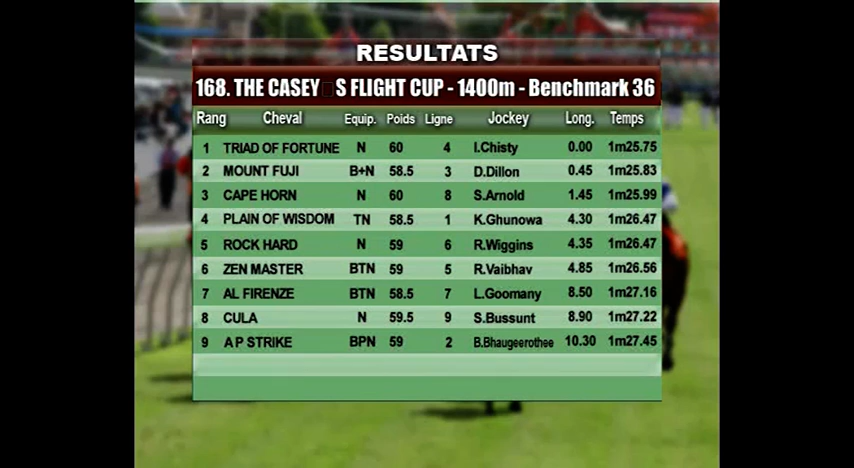 RESULTATS
168. THE CASEY□S FLIGHT CUP - 1400m - Benchmark 36
Rang Cheval Equip. Poids Ligne Jockey Long. Temps
1 TRIAD OF FORTUNE N 60 4 I.Chisty 0.00 1m25.75
2 MOUNT FUJI B+N 58.5 3 D.Dillon 0.45 1m25.83
3 CAPE HORN N 60 8 S.Arnold 1.45 1m25.99
4 PLAIN OF WISDOM TN 58.5 1 K.Ghunowa 4.30 1m26.47
5 ROCK HARD N 59 6 R.Wiggins 4.35 1m26.47
6 ZEN MASTER BTN 59 5 R.Vaibhav 4.85 1m26.56
7 AL FIRENZE BTN 58.5 7 L.Goomany 8.50 1m27.16
8 CULA N 59.5 9 S.Bussunt 8.90 1m27.22
9 A P STRIKE BPN 59 2 B.Bhaugeerothee 10.30 1m27.45